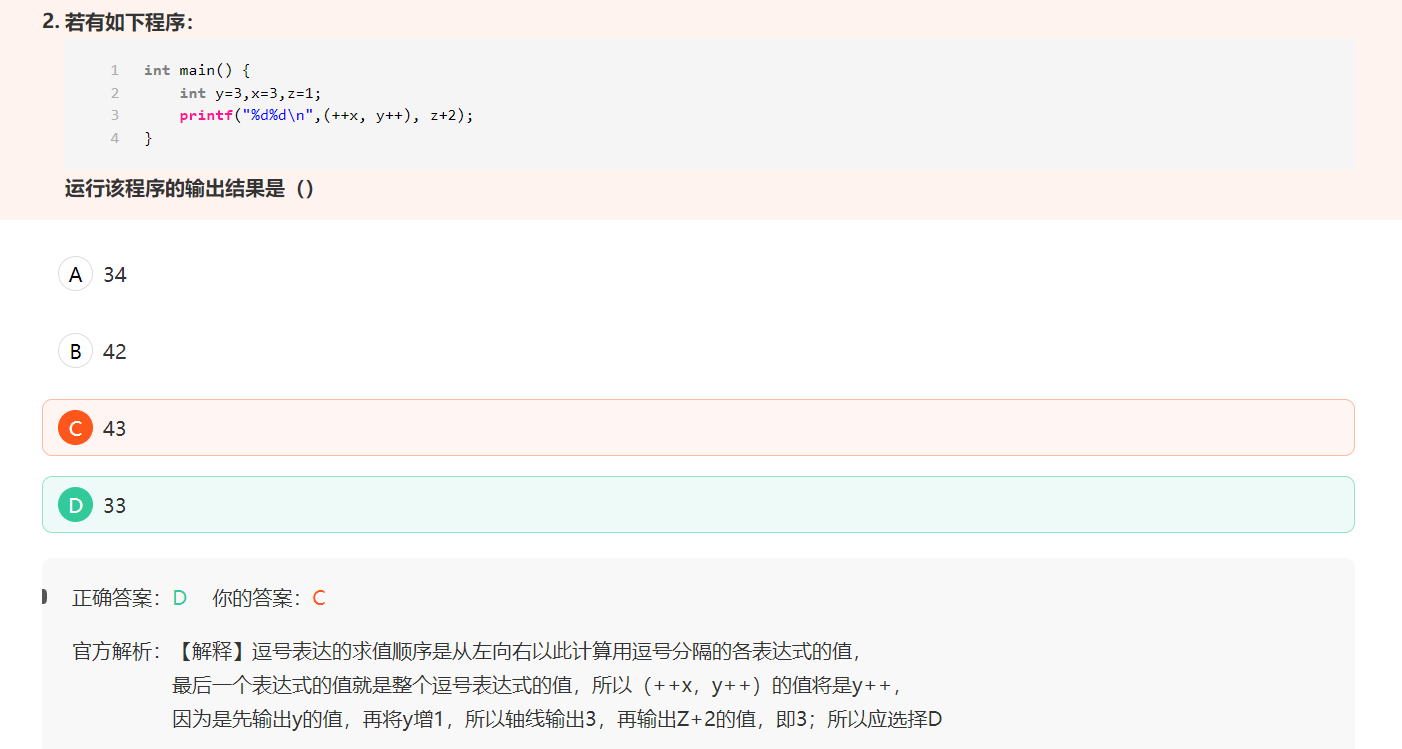 2. 若有如下程序：
1 int main() {
2 int y=3,x=3,z=1;
3 printf("%d%d\n",(++x, y++), z+2);
4 }
运行该程序的输出结果是（）
A 34
B 42
C 43
D 33
正确答案：D 你的答案：C
官方解析：【解释】逗号表达的求值顺序是从左向右以此计算用逗号分隔的各表达式的值，
最后一个表达式的值就是整个逗号表达式的值，所以（++x，y++）的值将是y++，
因为是先输出y的值，再将y增1，所以轴线输出3，再输出Z+2的值，即3；所以应选择D